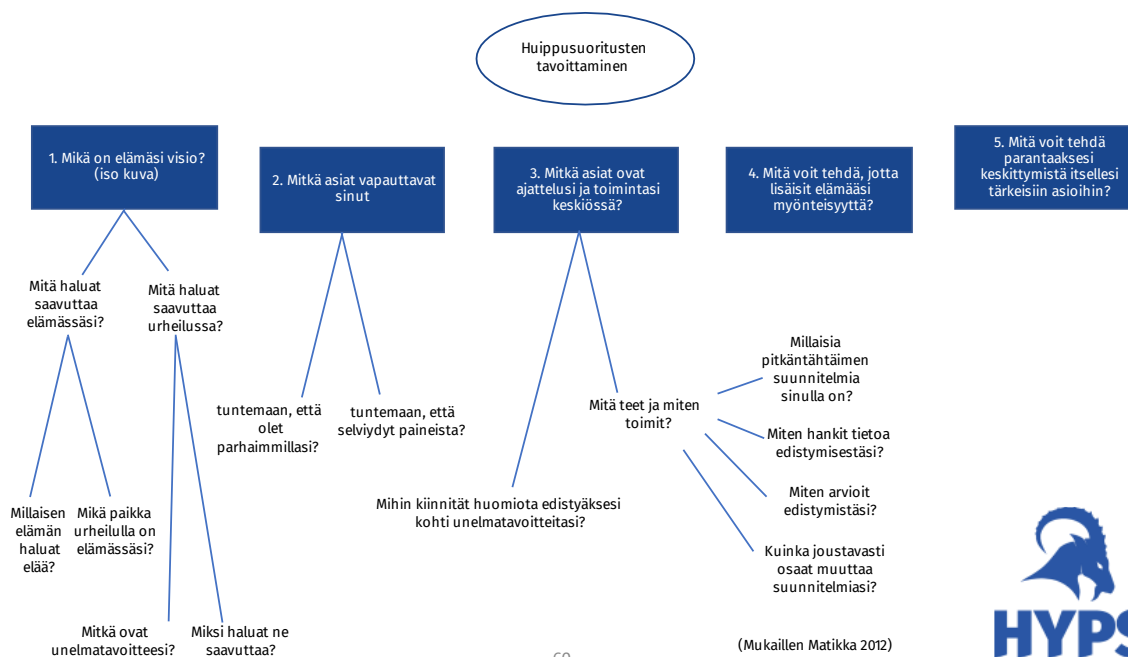 Huippusuoritusten
tavoittaminen
1. Mikä on elämäsi visio?
(iso kuva)
2. Mitkä asiat vapauttavat
sinut
3. Mitkä asiat ovat
ajattelusi ja toimintasi
keskiössä?
4. Mitä voit tehdä, jotta
lisäisit elämääsi
myönteisyyttä?
5. Mitä voit tehdä
parantaaksesi
keskittymistä itsellesi
tärkeisiin asioihin?
Mitä haluat
saavuttaa
elämässäsi?
Mitä haluat
saavuttaa
urheilussa?
tuntemaan, että
olet
parhaimmillasi?
tuntemaan, että
selviydyt paineista?
Mitä teet ja miten
toimit?
Millaisia
pitkäntähtäimen
suunnitelmia
sinulla on?
Miten hankit tietoa
edistymisestäsi?
Miten arvioit
edistymistäsi?
Kuinka joustavasti
osaat muuttaa
suunnitelmiasi?
Mihin kiinnität huomiota edistyäksesi
kohti unelmatavoitteitasi?
Millaisen
elämän
haluat
elää?
Mikä paikka
urheilulla on
elämässäsi?
Mitkä ovat
unelmatavoitteesi?
Miksi haluat ne
saavuttaa?
(Mukaillen Matikka 2012)
HYPS